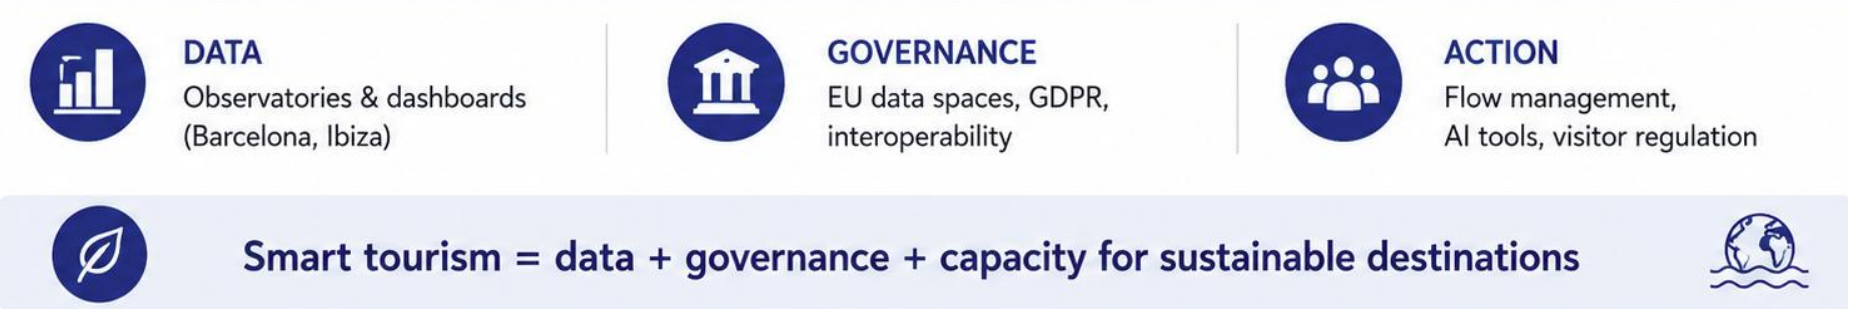 DATA
Observatories & dashboards
(Barcelona, Ibiza)
GOVERNANCE
EU data spaces, GDPR,
interoperability
ACTION
Flow management,
AI tools, visitor regulation
Smart tourism = data + governance + capacity for sustainable destinations